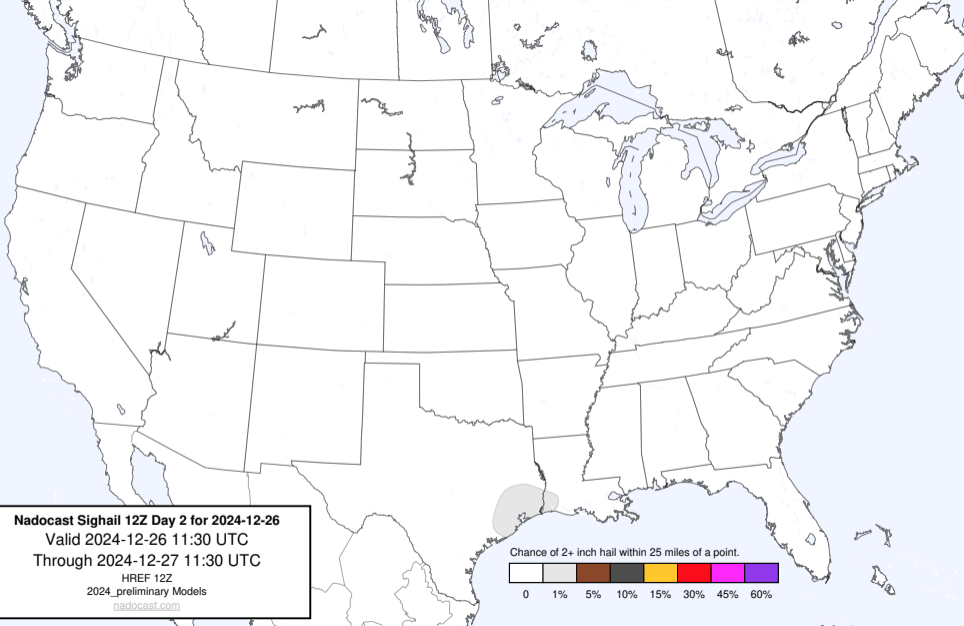 Nadocast Sighail 12Z Day 2 for 2024-12-26
Valid 2024-12-26 11:30 UTC
Through 2024-12-27 11:30 UTC
HREF 12Z
2024_preliminary Models
nadocast.com
Chance of 2+ inch hail within 25 miles of a point.
0 1% 5% 10% 15% 30% 45% 60%